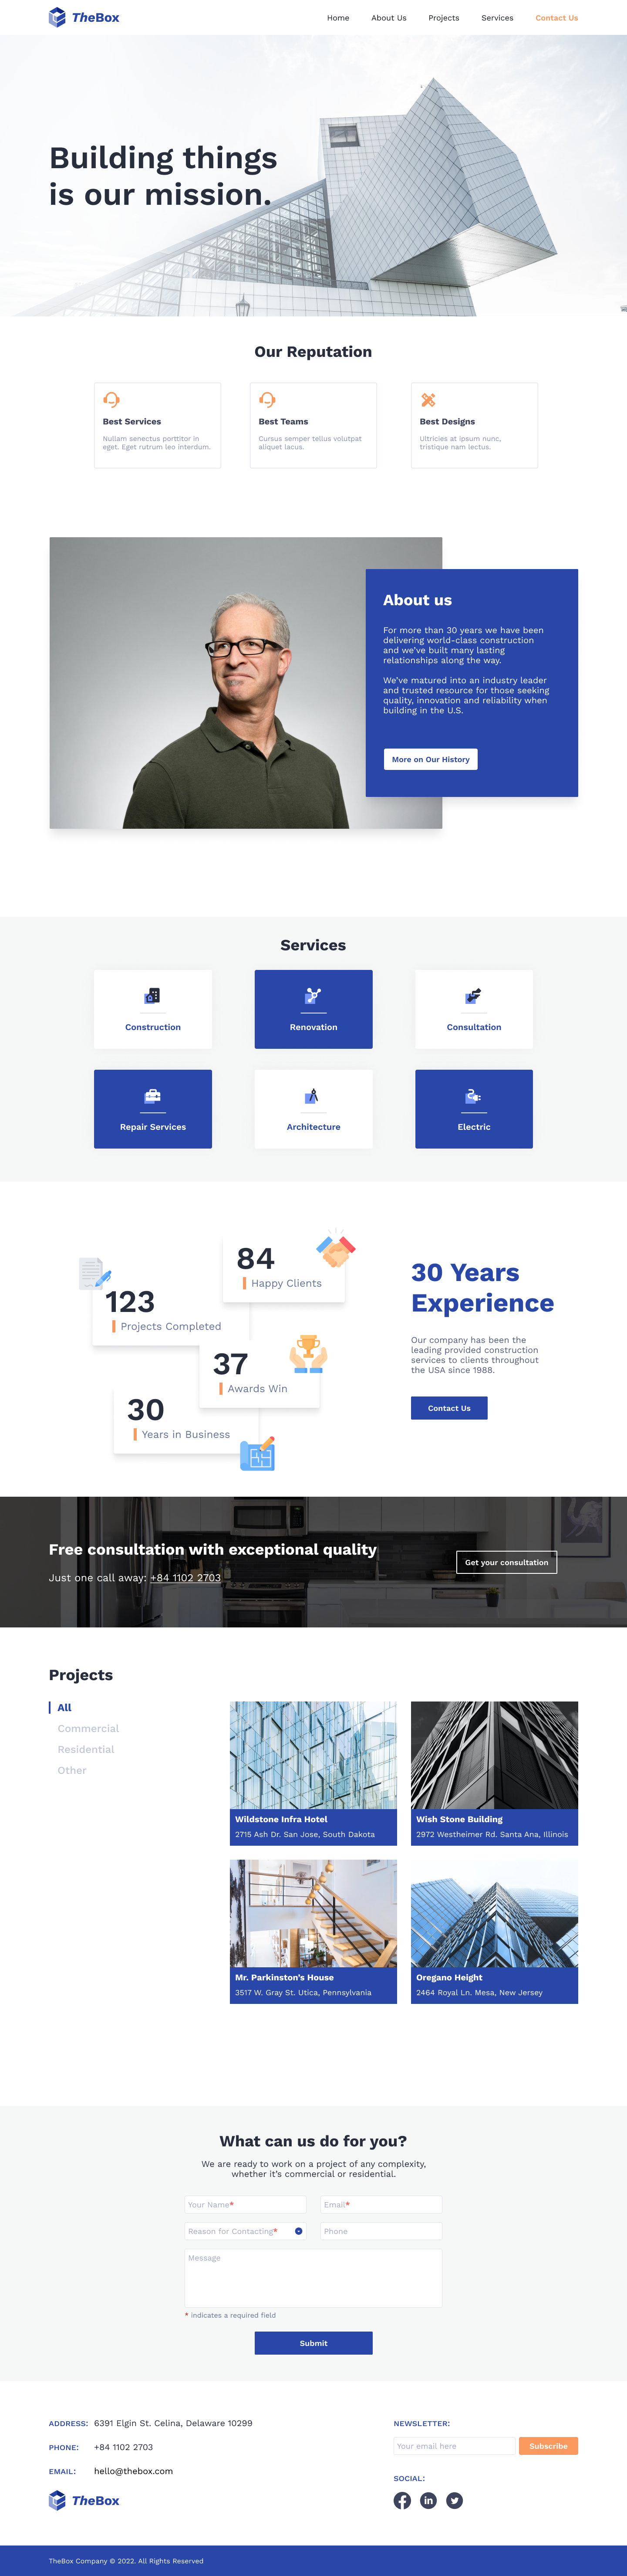 TheBox
Home
About Us
Projects
Services
Contact Us
Building things
is our mission.
Our Reputation
Best Services
Nullam senectus porttitor in
eget. Eget rutrum leo interdum.
Best Teams
Cursus semper tellus volutpat
aliquet lacus.
Best Designs
Ultricies at ipsum nunc,
tristique nam lectus.
About us
For more than 30 years we have been
delivering world-class construction
and we've built many lasting
relationships along the way.
We've matured into an industry leader
and trusted resource for those seeking
quality, innovation and reliability when
building in the U.S.
More on Our History
Services
Construction
Renovation
Consultation
Repair Services
Architecture
Electric
84
Happy Clients
123
Projects Completed
37
Awards Win
30
Years in Business
30 Years
Experience
Our company has been the
leading provided construction
services to clients throughout
the USA since 1988.
Contact Us
Free consultation with exceptional quality
Just one call away: +84 1102 2703
Get your consultation
Projects
All
Commercial
Residential
Other
Wildstone Infra Hotel
2715 Ash Dr. San Jose, South Dakota
Wish Stone Building
2972 Westheimer Rd. Santa Ana, Illinois
Mr. Parkinston's House
3517 W. Gray St. Utica, Pennsylvania
Oregano Height
2464 Royal Ln. Mesa, New Jersey
What can us do for you?
We are ready to work on a project of any complexity,
whether it's commercial or residential.
Your Name*
Email*
Reason for Contacting*
Phone
Message
* indicates a required field
Submit
ADDRESS: 6391 Elgin St. Celina, Delaware 10299
PHONE: +84 1102 2703
EMAIL: hello@thebox.com
TheBox
NEWSLETTER:
Your email here
Subscribe
SOCIAL:
in
TheBox Company © 2022. All Rights Reserved